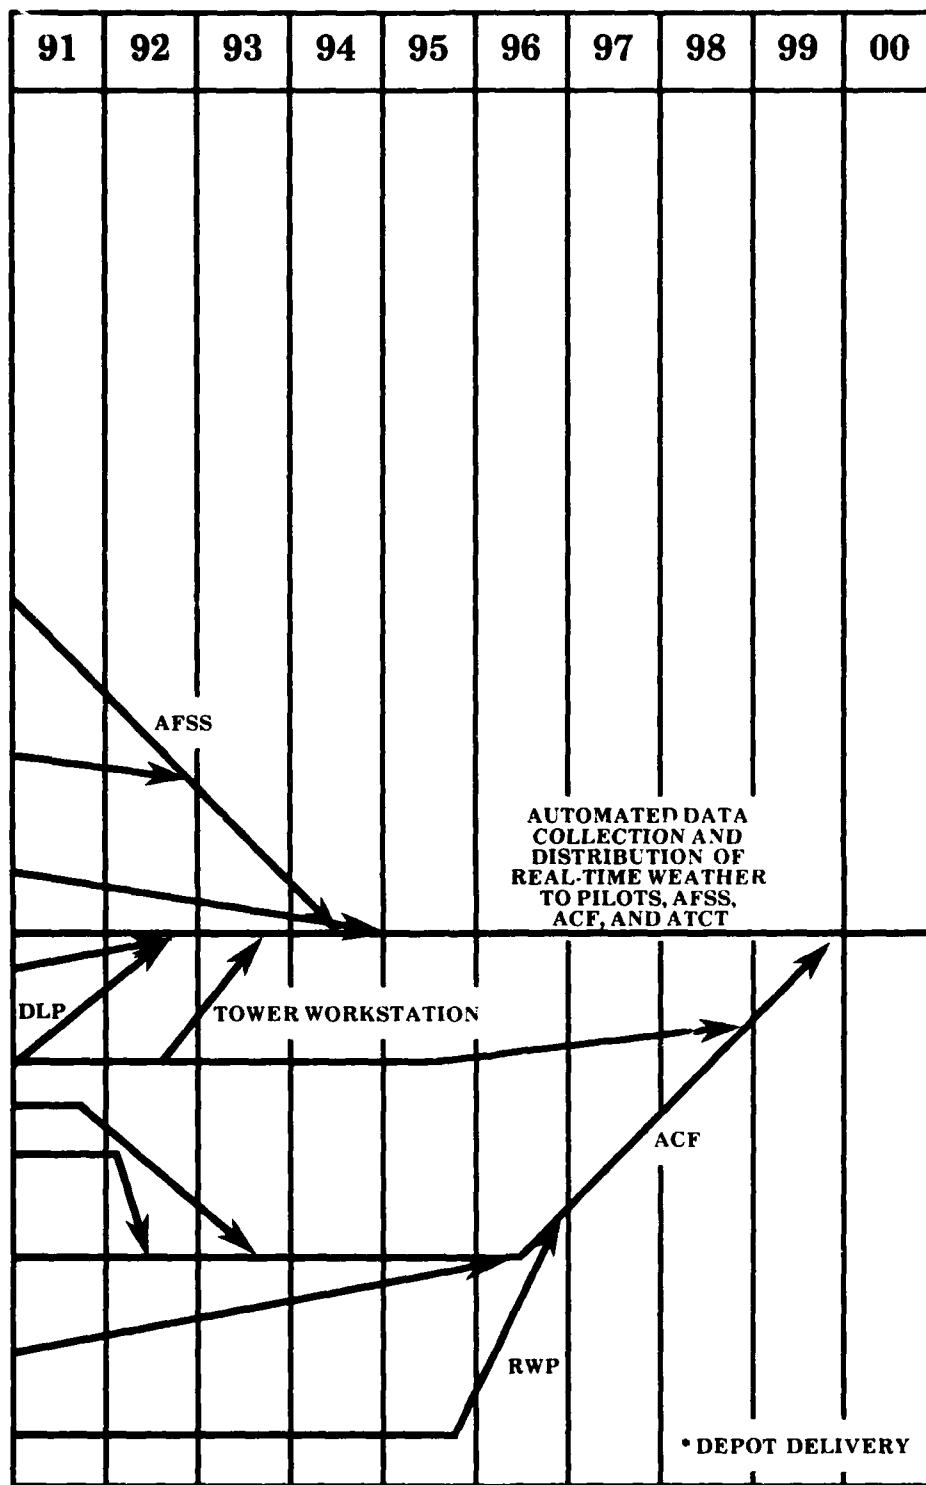 91 92 93 94 95 96 97 98 99 00
AFSS
AUTOMATED DATA
COLLECTION AND
DISTRIBUTION OF
REAL-TIME WEATHER
TO PILOTS, AFSS,
ACF, AND ATCT
DLP
TOWER WORKSTATION
ACF
RWP
* DEPOT DELIVERY